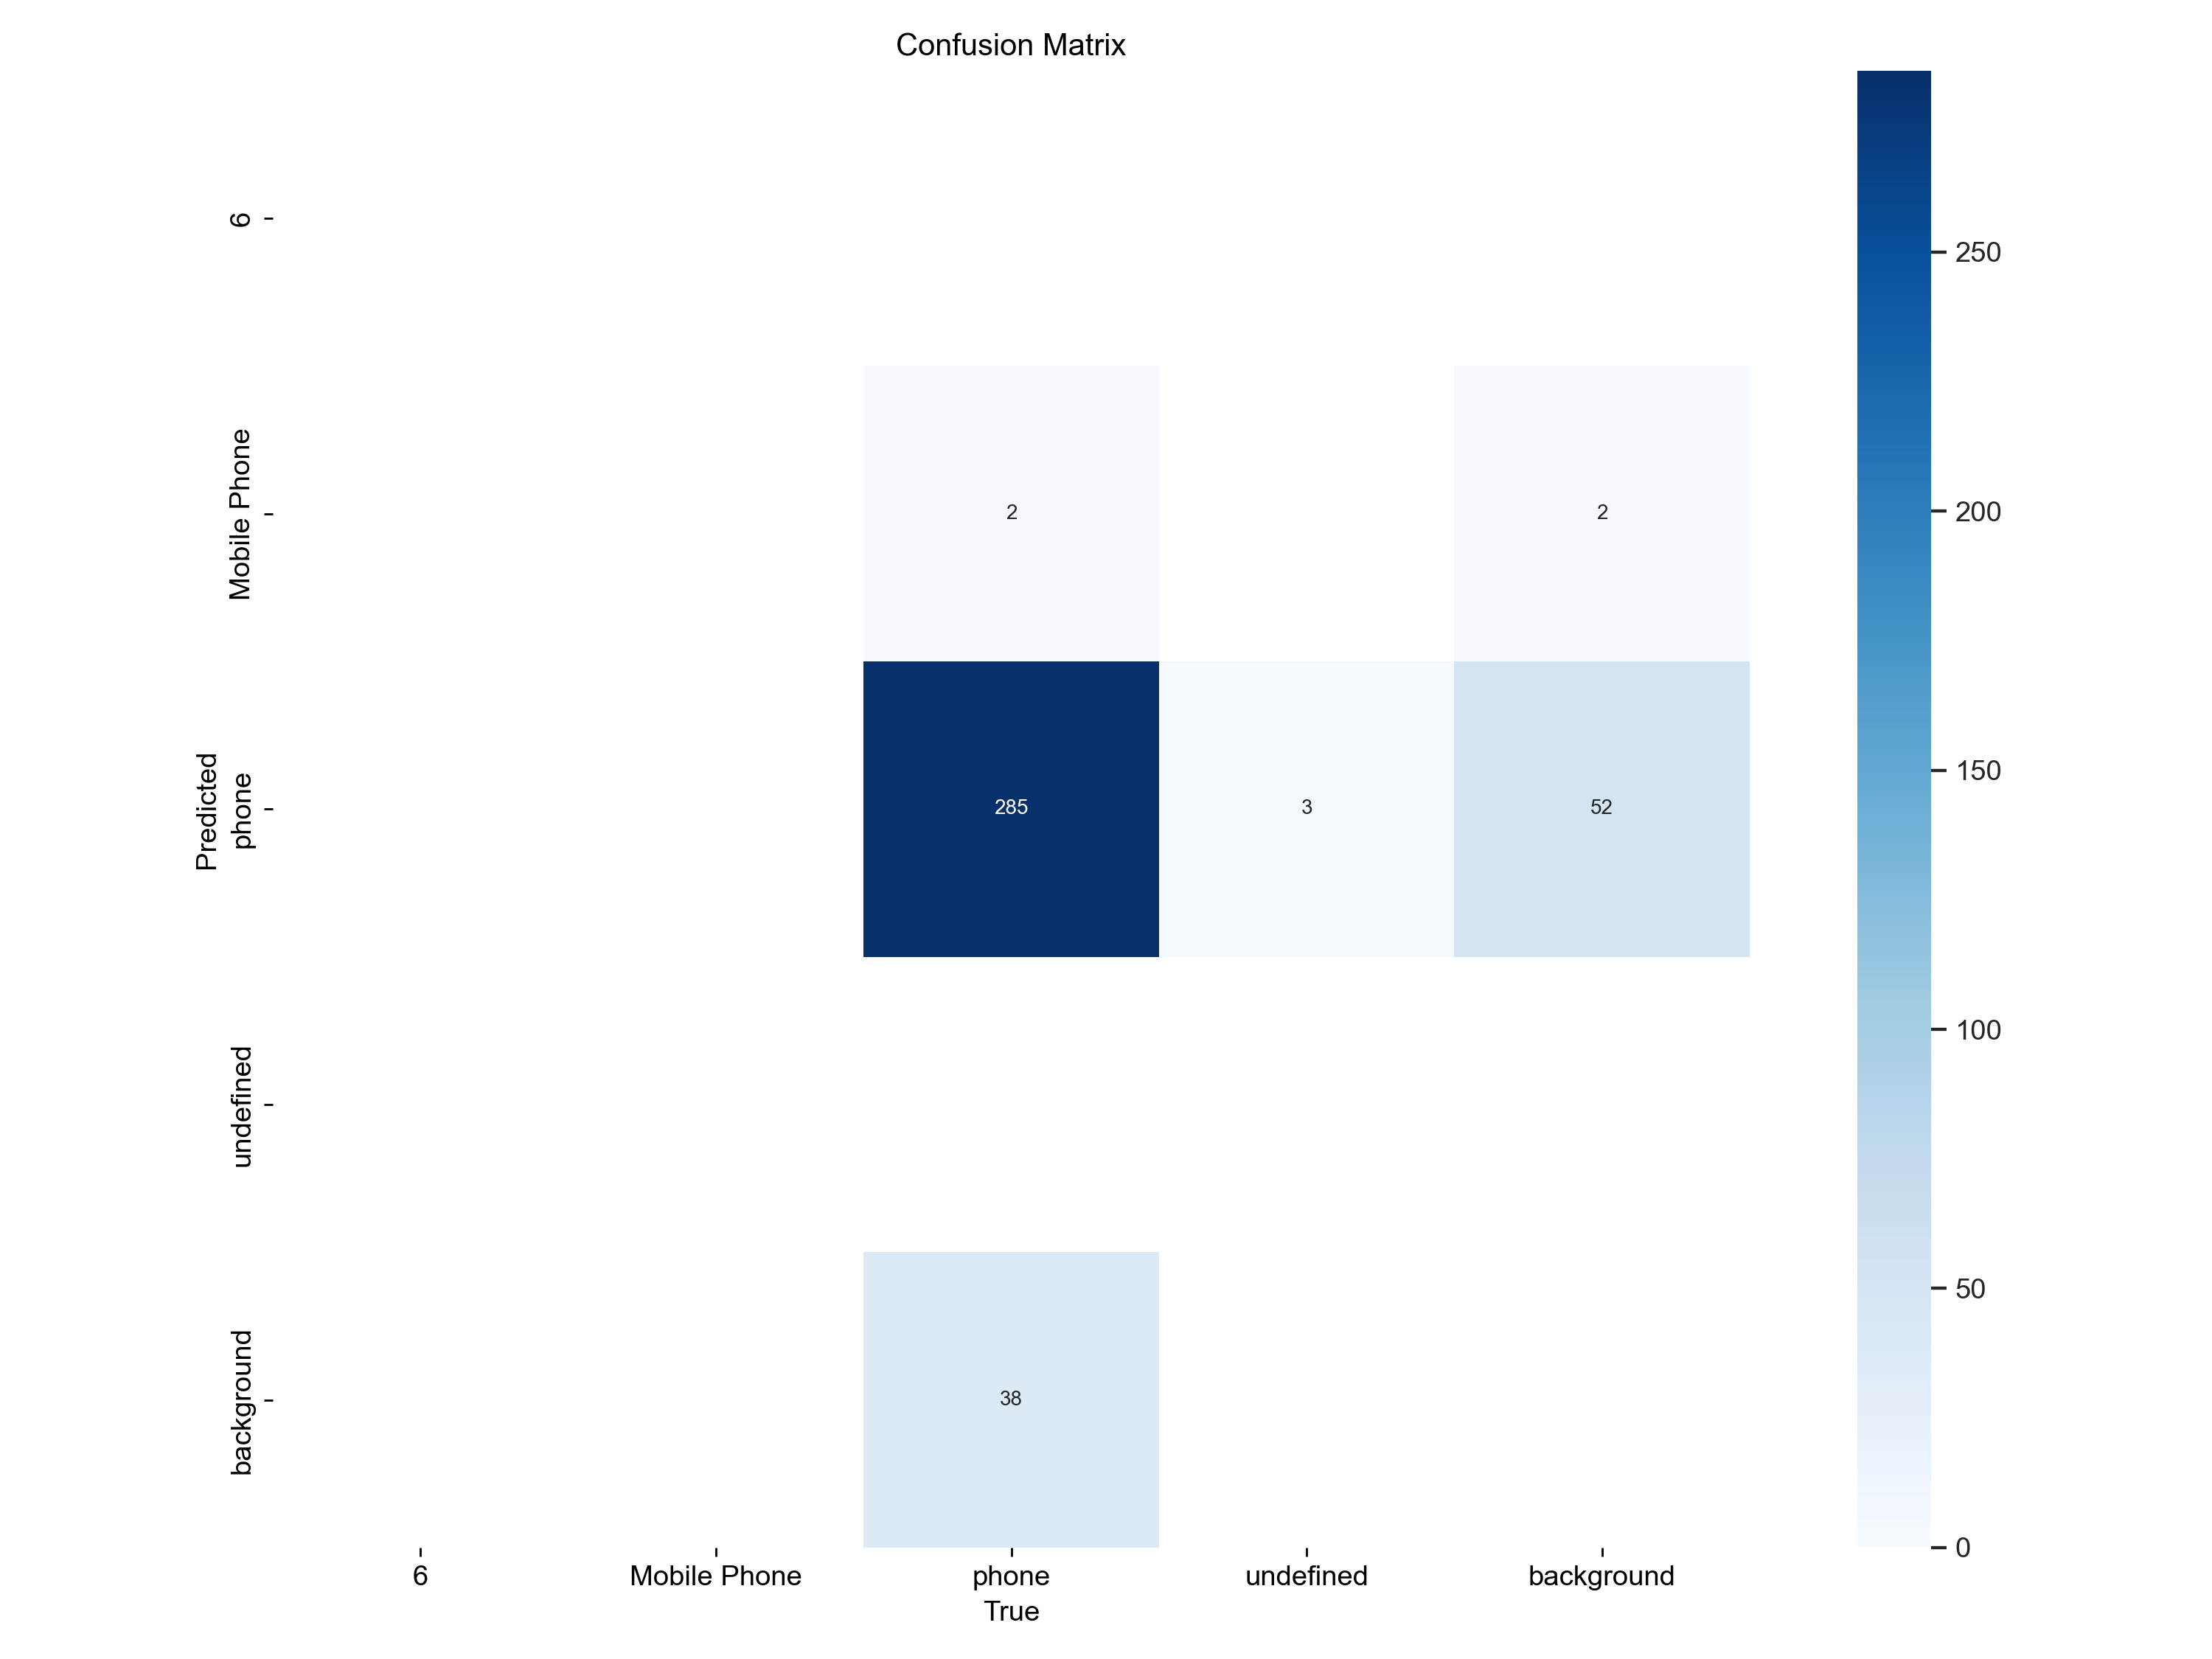 Confusion Matrix
6
Mobile Phone
phone
undefined
background
Predicted
2
2
285
3
52
38
6
Mobile Phone
phone
undefined
background
True
250
200
150
100
50
0